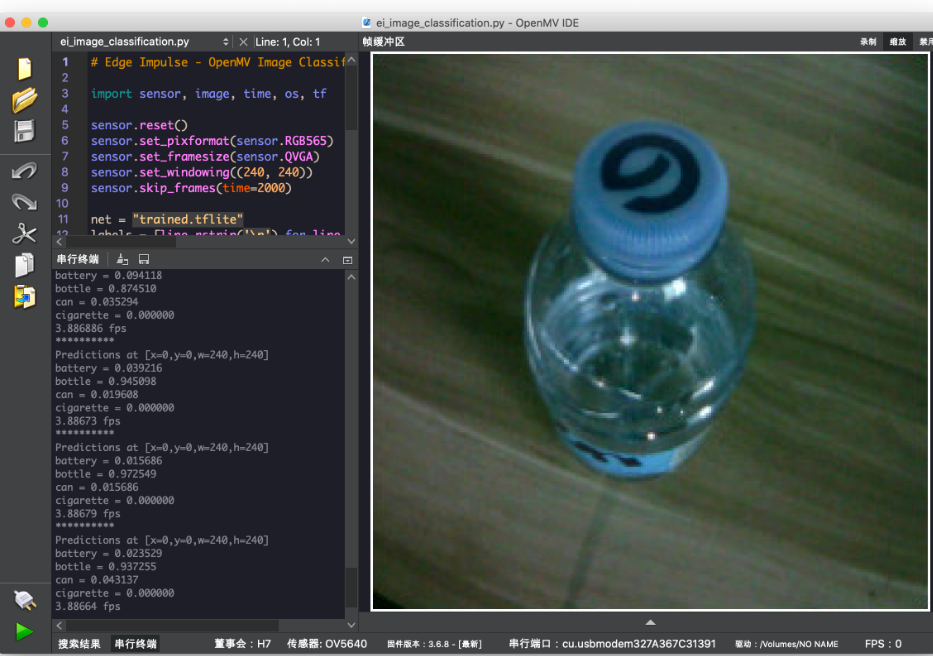 ei_image_classification.py - OpenMV IDE
ei_image_classification.py
Line: 1, Col: 1
帧缓冲区
录制 缩放 禁用
1 # Edge Impulse - OpenMV Image Classif
2
3 import sensor, image, time, os, tf
4
5 sensor.reset()
6 sensor.set_pixformat(sensor.RGB565)
7 sensor.set_framesize(sensor.QVGA)
8 sensor.set_windowing((240, 240))
9 sensor.skip_frames(time=2000)
10
11 net = "trained.tflite"
12 labels = [line.rstrip('\n') for line
串行终端
battery = 0.094118
bottle = 0.874510
can = 0.035294
cigarette = 0.000000
3.886886 fps
**********
Predictions at [x=0,y=0,w=240,h=240]
battery = 0.039216
bottle = 0.945098
can = 0.019608
cigarette = 0.000000
3.88673 fps
**********
Predictions at [x=0,y=0,w=240,h=240]
battery = 0.015686
bottle = 0.972549
can = 0.015686
cigarette = 0.000000
3.88679 fps
**********
Predictions at [x=0,y=0,w=240,h=240]
battery = 0.023529
bottle = 0.937255
can = 0.043137
cigarette = 0.000000
3.88664 fps
搜索结果 串行终端 董事会：H7 传感器: OV5640 固件版本：3.6.8 - [最新] 串行端口：cu.usbmodem327A367C31391 驱动：/Volumes/NO NAME FPS：0